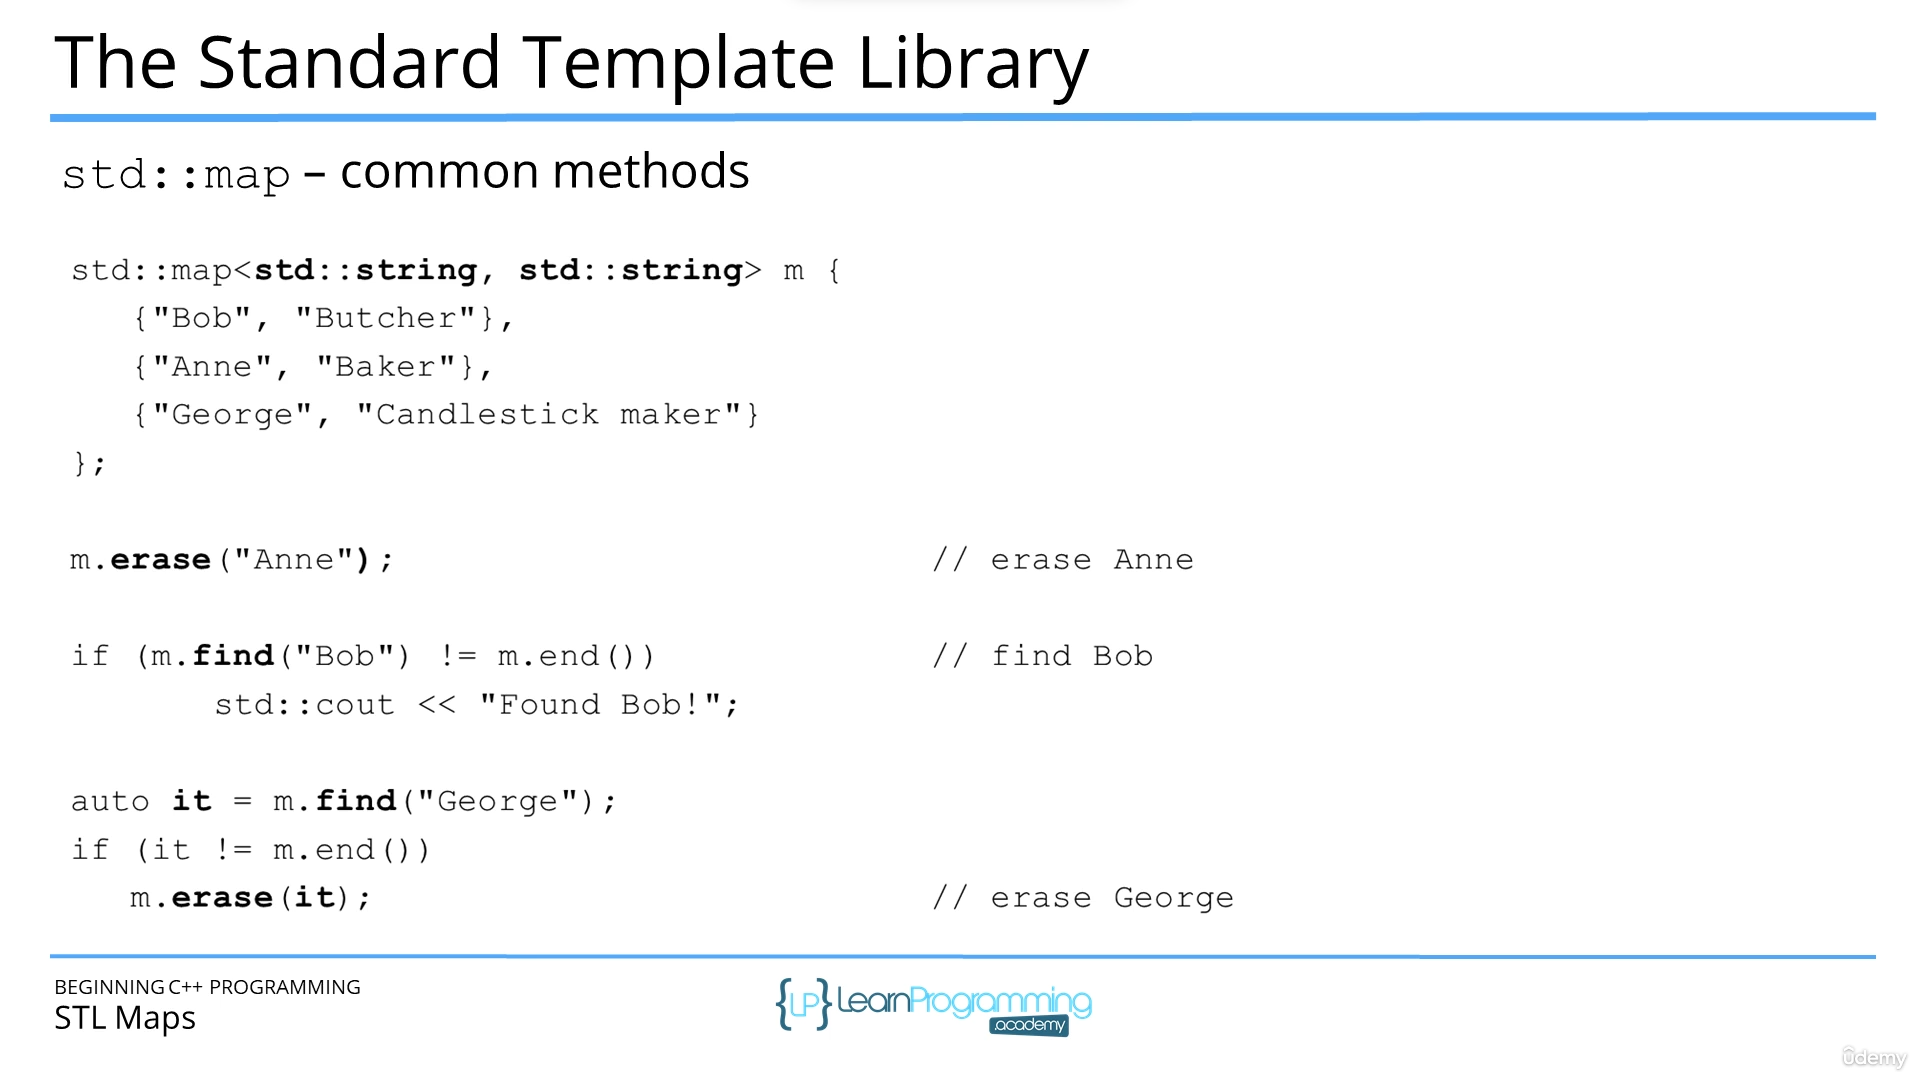 The Standard Template Library
std::map – common methods
std::map<std::string, std::string> m {
{"Bob", "Butcher"},
{"Anne", "Baker"},
{"George", "Candlestick maker"}
};
m.erase("Anne"); // erase Anne
if (m.find("Bob") != m.end()) // find Bob
std::cout << "Found Bob!";
auto it = m.find("George");
if (it != m.end())
m.erase(it); // erase George
BEGINNING C++ PROGRAMMING
STL Maps
{LP} LearnProgramming
.academy
ûdemy